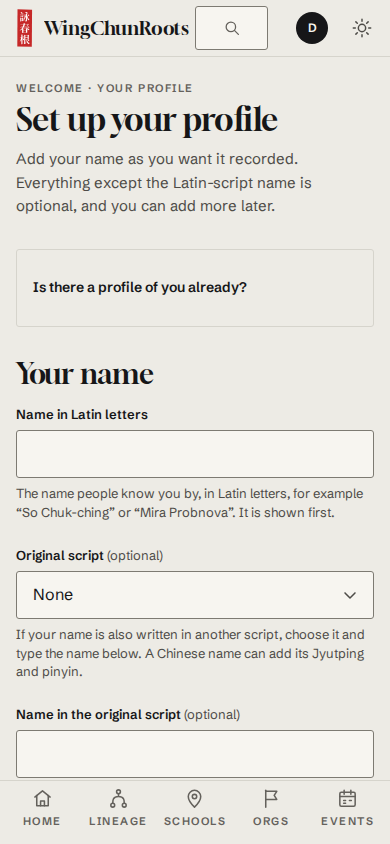 詠春根
WingChunRoots
D
WELCOME · YOUR PROFILE
Set up your profile
Add your name as you want it recorded.
Everything except the Latin-script name is
optional, and you can add more later.
Is there a profile of you already?
Your name
Name in Latin letters
The name people know you by, in Latin letters, for example
“So Chuk-ching” or “Mira Probnova”. It is shown first.
Original script (optional)
None
If your name is also written in another script, choose it and
type the name below. A Chinese name can add its Jyutping
and pinyin.
Name in the original script (optional)
HOME LINEAGE SCHOOLS ORGS EVENTS